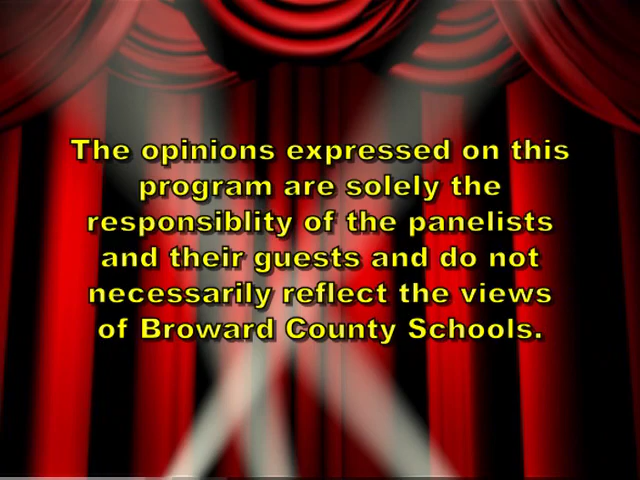 The opinions expressed on this
program are solely the
responsiblity of the panelists
and their guests and do not
necessarily reflect the views
of Broward County Schools.